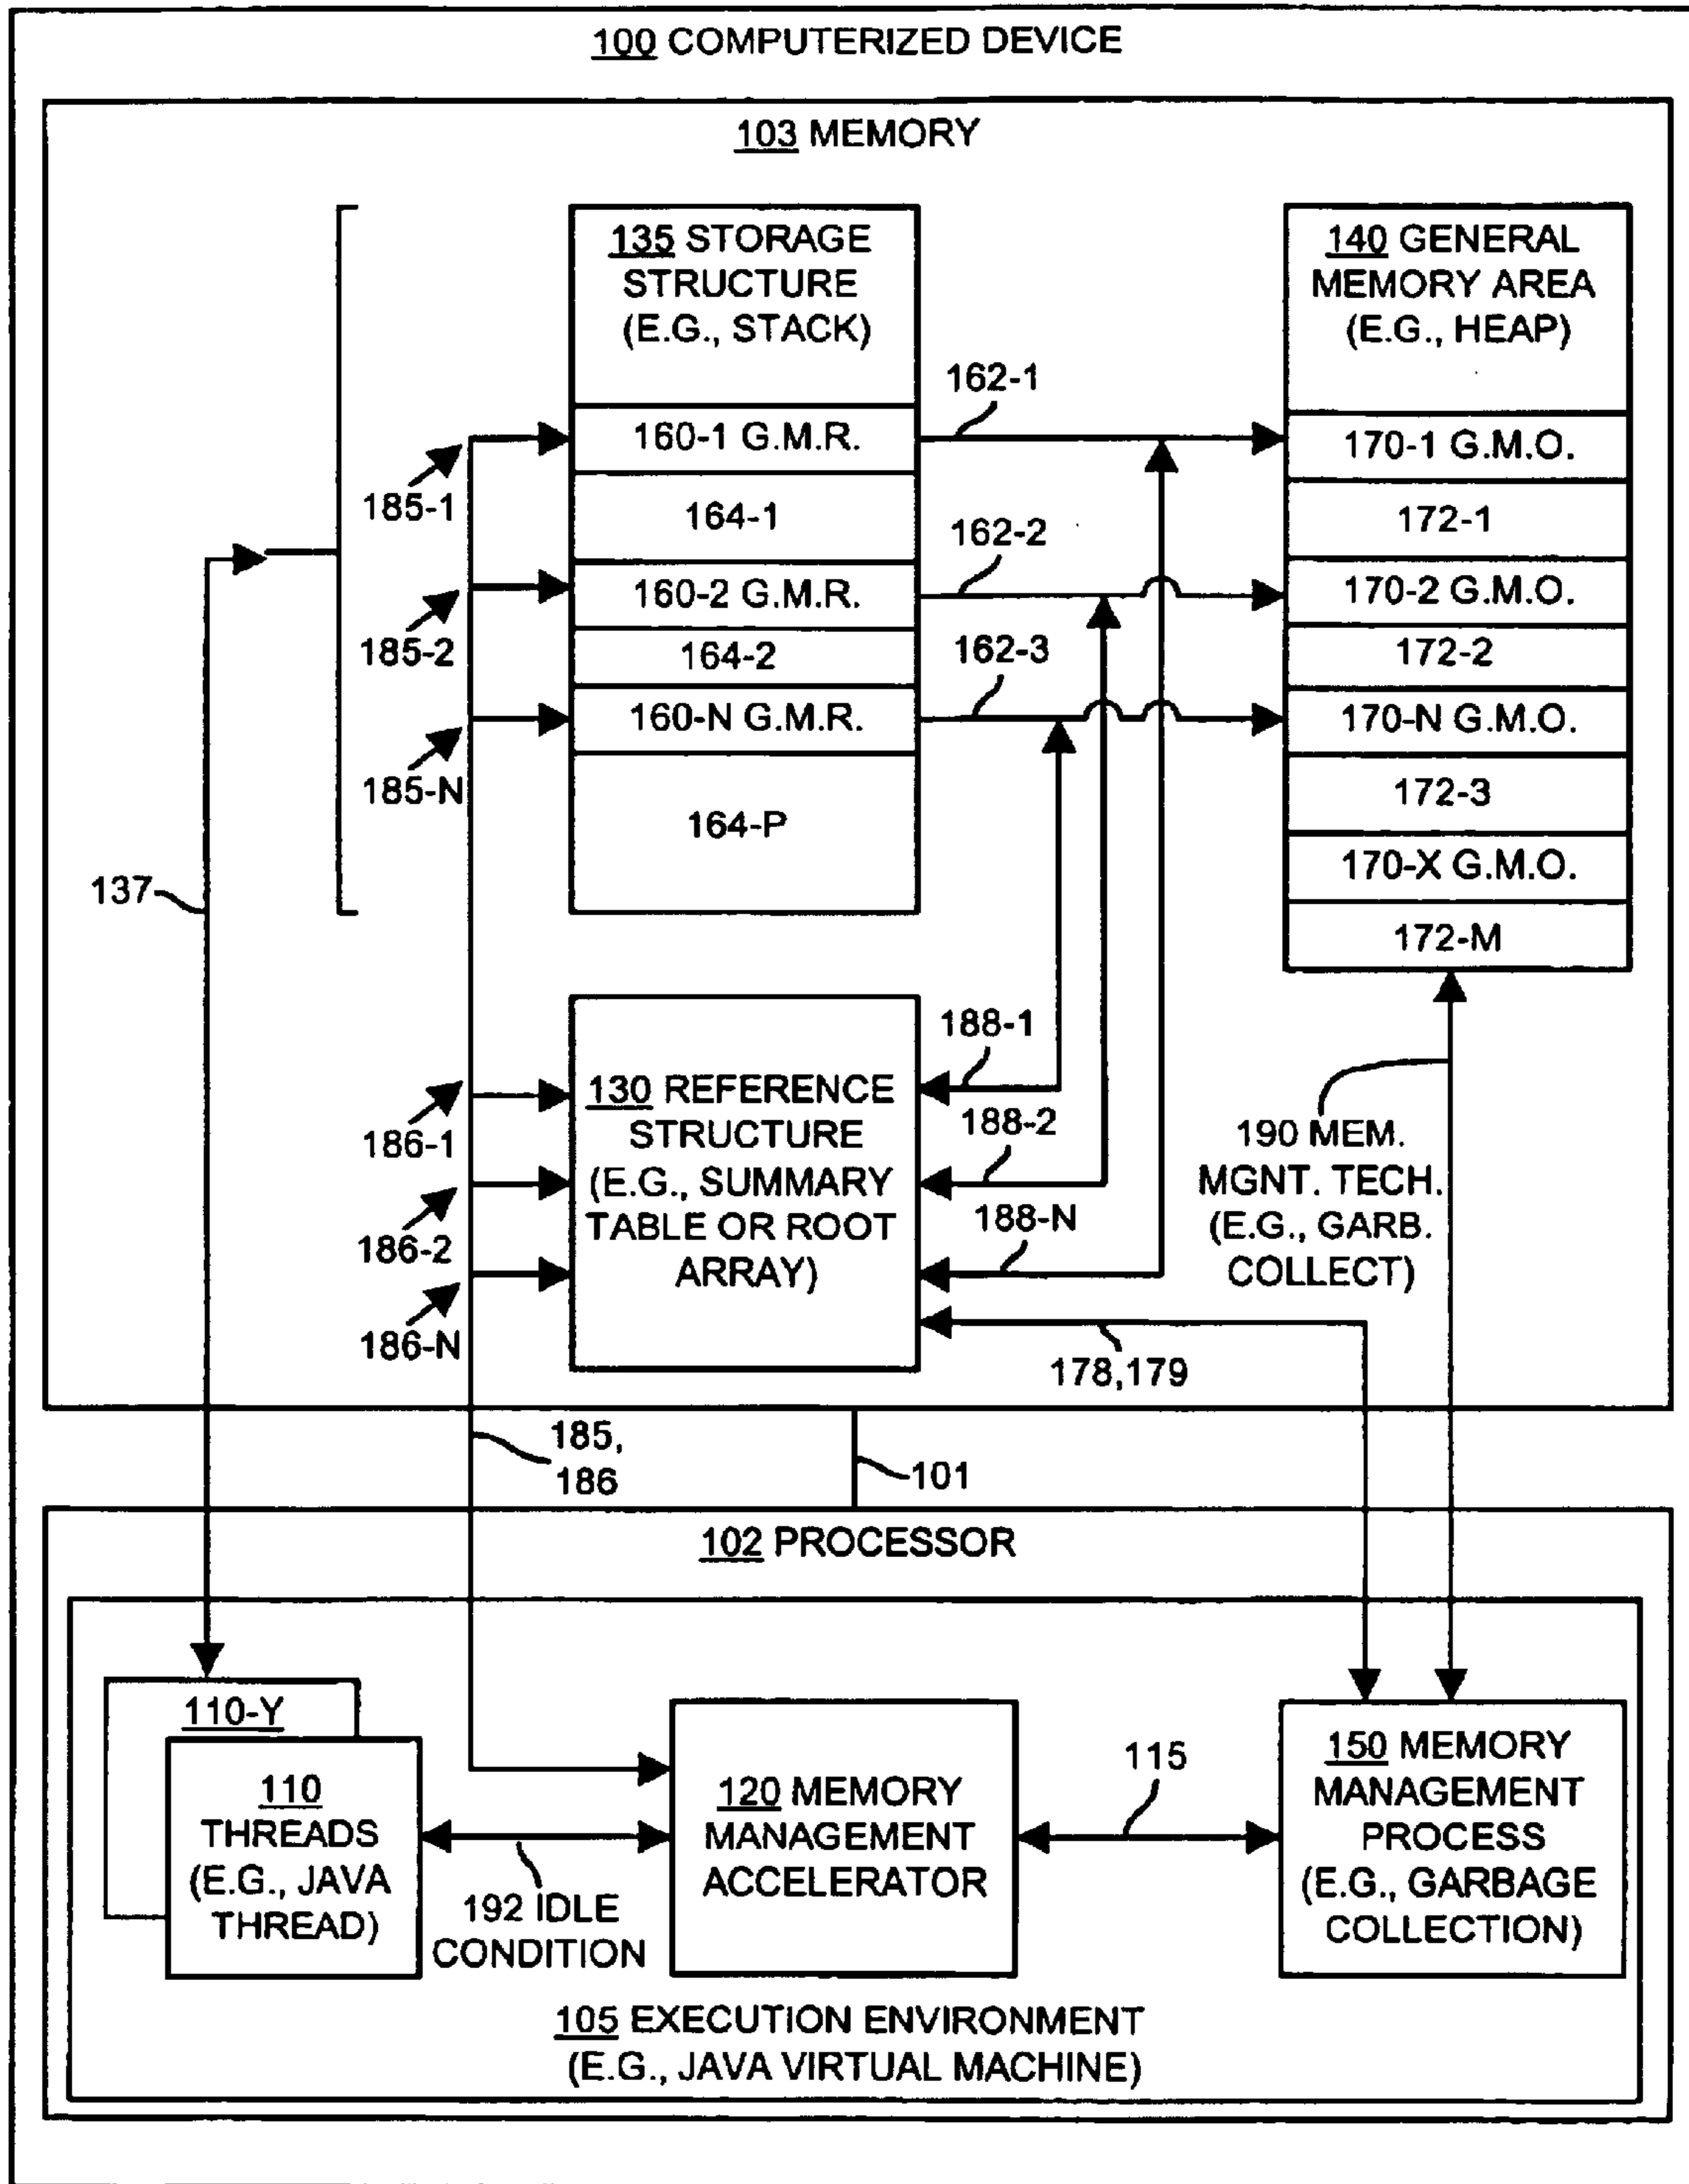 100 COMPUTERIZED DEVICE
103 MEMORY
135 STORAGE
STRUCTURE
(E.G., STACK)
160-1 G.M.R.
164-1
160-2 G.M.R.
164-2
160-N G.M.R.
164-P
140 GENERAL
MEMORY AREA
(E.G., HEAP)
170-1 G.M.O.
172-1
170-2 G.M.O.
172-2
170-N G.M.O.
172-3
170-X G.M.O.
172-M
162-1
162-2
162-3
185-1
185-2
185-N
137
130 REFERENCE
STRUCTURE
(E.G., SUMMARY
TABLE OR ROOT
ARRAY)
186-1
186-2
186-N
188-1
188-2
188-N
178,179
190 MEM.
MGNT. TECH.
(E.G., GARB.
COLLECT)
185,
186
101
102 PROCESSOR
110-Y
110
THREADS
(E.G., JAVA
THREAD)
192 IDLE
CONDITION
120 MEMORY
MANAGEMENT
ACCELERATOR
115
150 MEMORY
MANAGEMENT
PROCESS
(E.G., GARBAGE
COLLECTION)
105 EXECUTION ENVIRONMENT
(E.G., JAVA VIRTUAL MACHINE)